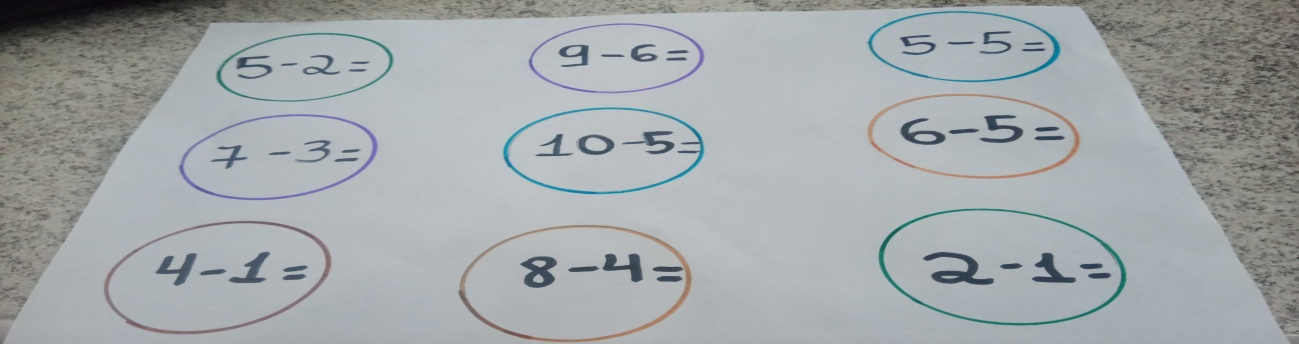 5-2= 9-6= 5-5=
7-3= 10-5= 6-5=
4-1= 8-4= 2-1=